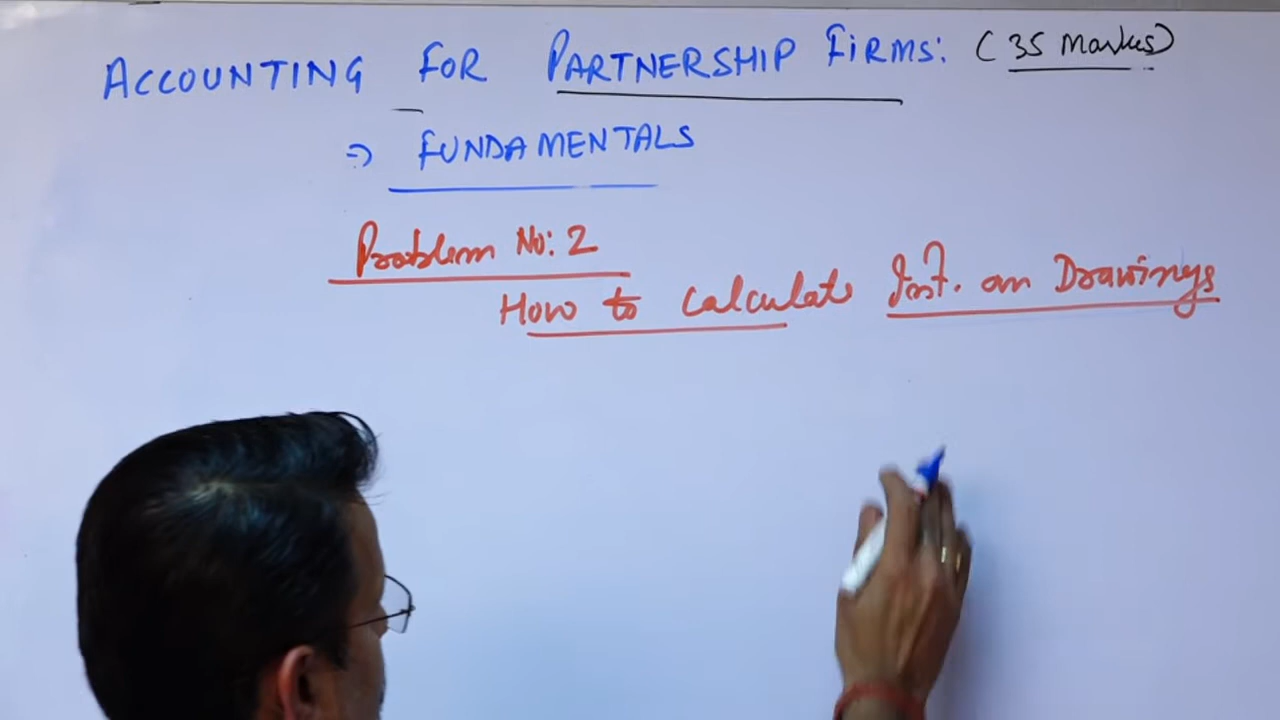 ACCOUNTING FOR PARTNERSHIP FIRMS: (35 Marks)
⇒ FUNDAMENTALS
Problem No: 2
How to Calculate Int. on Drawings